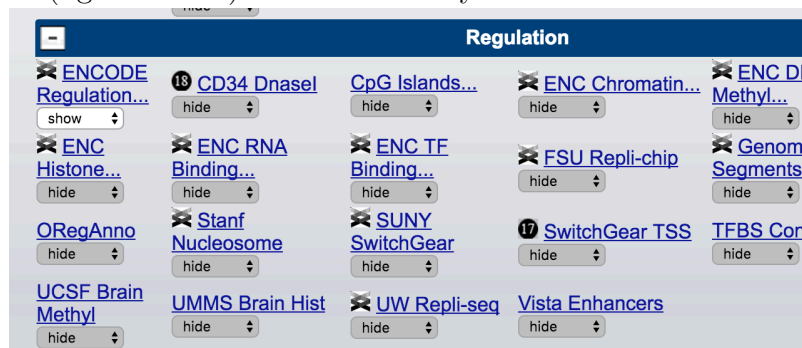 Regulation
ENCODE Regulation...
show
18 CD34 DnaseI
hide
CpG Islands...
hide
ENC Chromatin...
hide
ENC
Methyl...
hide
ENC Histone...
hide
ENC RNA Binding...
hide
ENC TF Binding...
hide
FSU Repli-chip
hide
Segments
hide
ORegAnno
hide
Stanf Nucleosome
hide
SUNY SwitchGear
hide
17 SwitchGear TSS
hide
TFBS
hide
UCSF Brain Methyl
hide
UMMS Brain Hist
hide
UW Repli-seq
hide
Vista Enhancers
hide